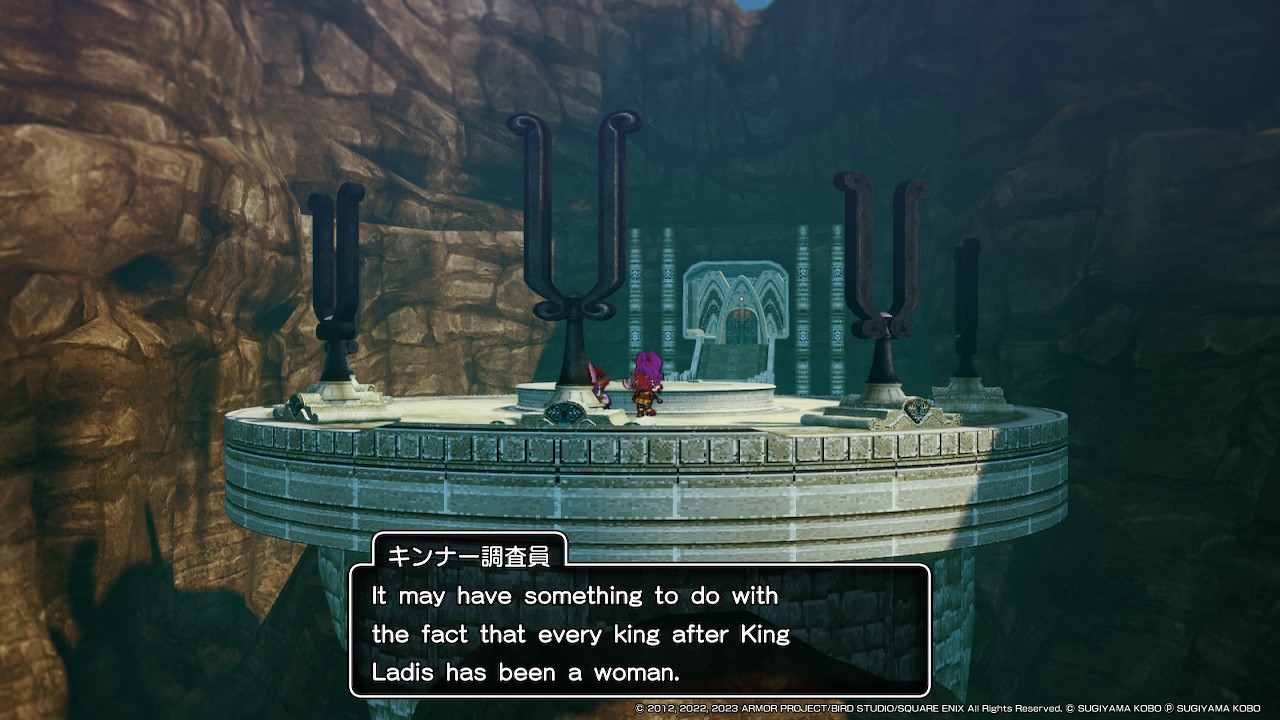 キンナー調査員
It may have something to do with
the fact that every king after King
Ladis has been a woman.
© 2012, 2022, 2023 ARMOR PROJECT/BIRD STUDIO/SQUARE ENIX All Rights Reserved. © SUGIYAMA KOBO Ⓟ SUGIYAMA KOBO